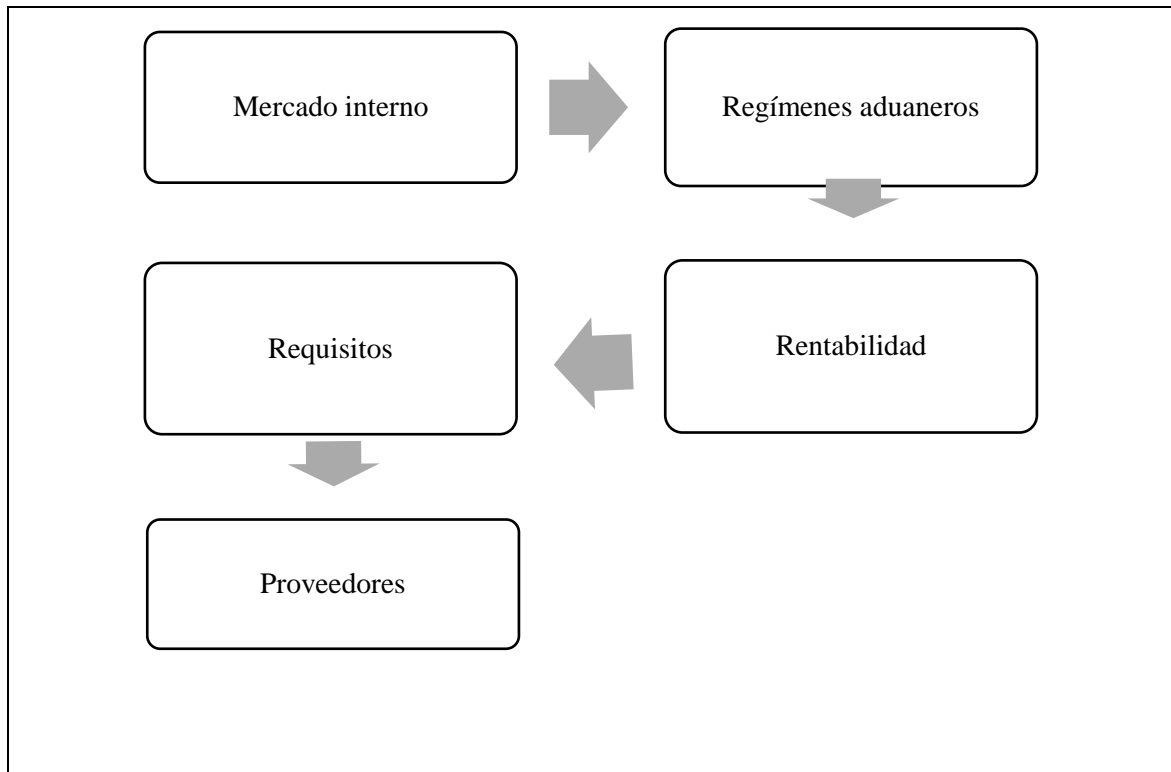 Mercado interno
Regímenes aduaneros
Rentabilidad
Requisitos
Proveedores